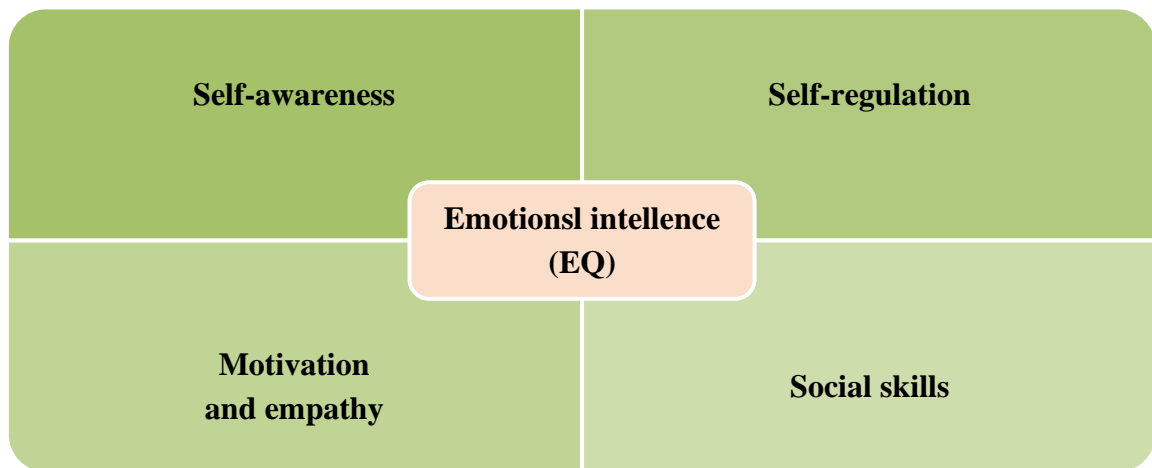 Self-awareness
Self-regulation
Emotionsl intellence
(EQ)
Motivation
and empathy
Social skills